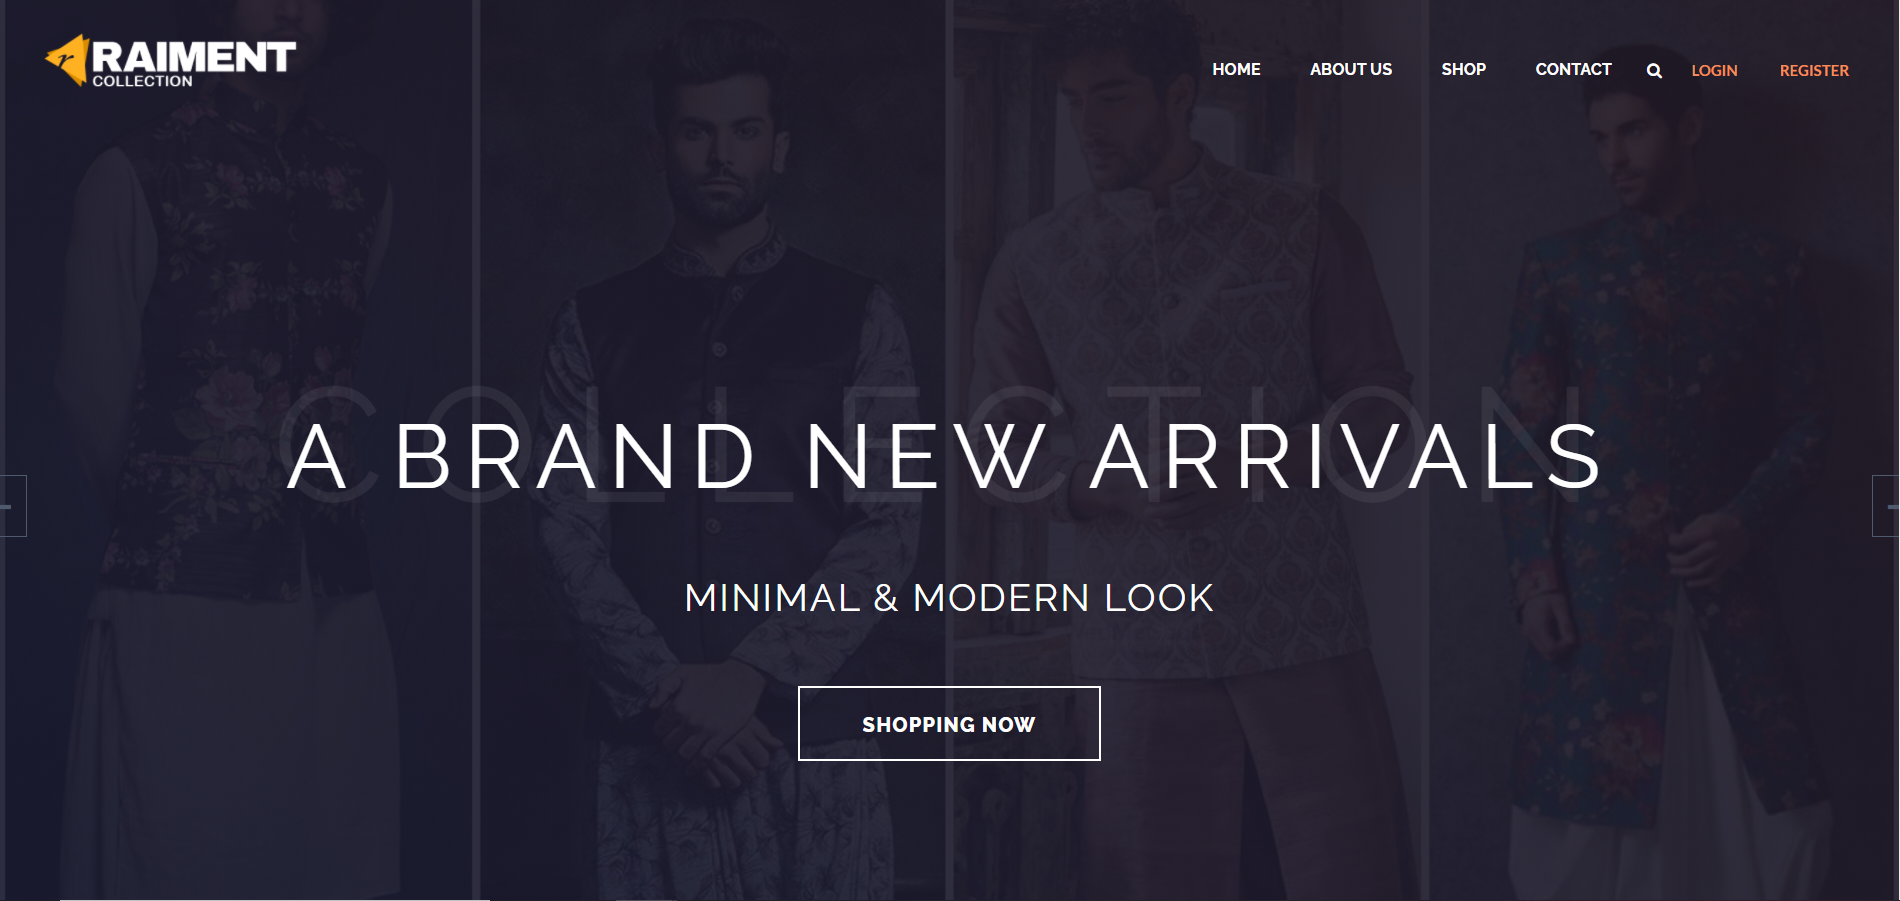 r RAIMENT
COLLECTION
HOME ABOUT US SHOP CONTACT LOGIN REGISTER
COLLECTION
A BRAND NEW ARRIVALS
MINIMAL & MODERN LOOK
SHOPPING NOW